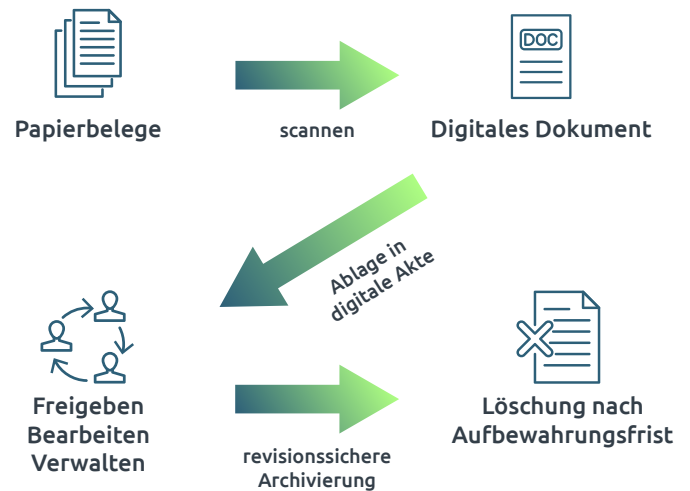 DOC
Papierbelege
scannen
Digitales Dokument
Ablage in
digitale Akte
Freigeben
Bearbeiten
Verwalten
revisionssichere
Archivierung
Löschung nach
Aufbewahrungsfrist